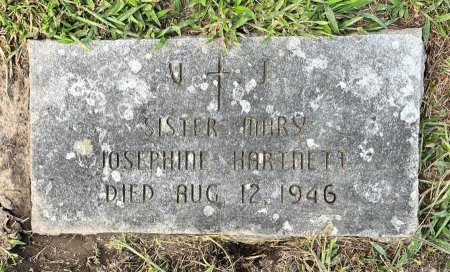 V † J
SISTER MARY
JOSEPHINE HARTNETT
DIED AUG. 12, 1946